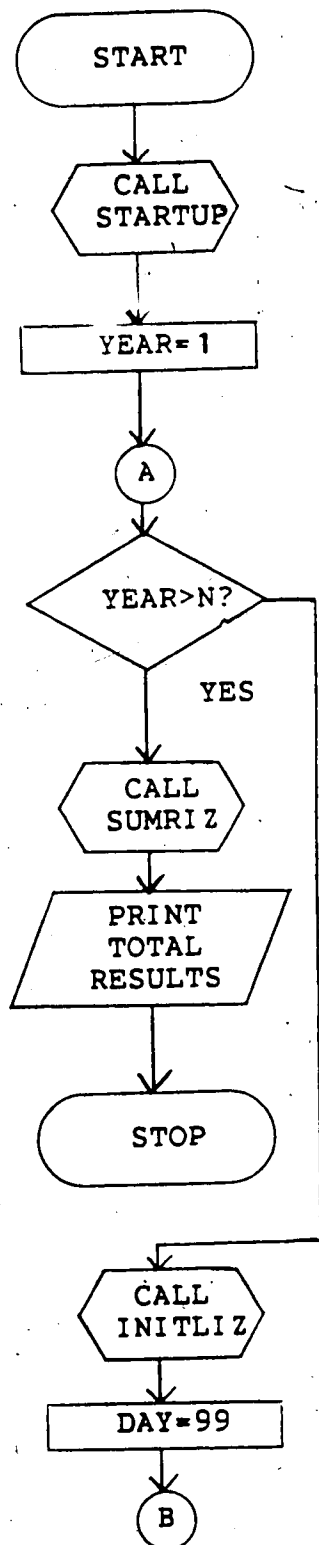 START
CALL
STARTUP
YEAR=1
A
YEAR>N?
YES
CALL
SUMRIZ
PRINT
TOTAL
RESULTS
STOP
CALL
INITLIZ
DAY=99
B